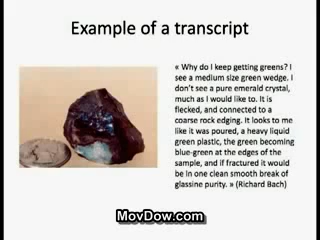 Example of a transcript
« Why do I keep getting greens? I
see a medium size green wedge. I
don't see a pure emerald crystal,
much as I would like to. It is
flecked, and connected to a
coarse rock edging. It looks to me
like it was poured, a heavy liquid
green plastic, the green becoming
blue-green at the edges of the
sample, and if fractured it would
be in one clean smooth break of
glassine purity. » (Richard Bach)
MovDow.com